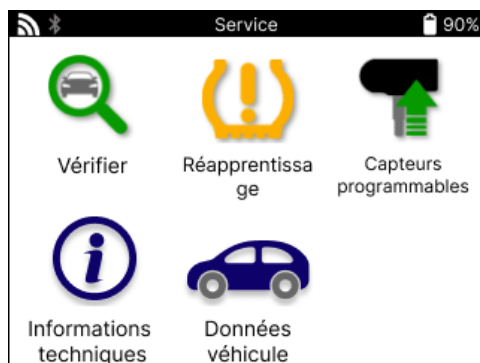 Service 90%
Vérifier
Réapprentissa
ge
Capteurs
programmables
Informations
techniques
Données
véhicule